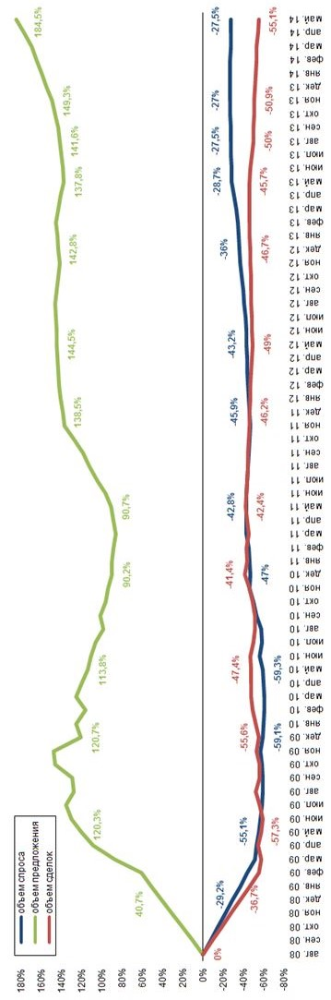 объем спроса
объем предложения
объем сделок
180%
160%
140%
120%
100%
80%
60%
40%
20%
0%
-20%
-40%
-60%
-80%
40,7%
120,3%
120,7%
113,8%
90,2%
90,7%
138,5%
144,5%
142,8%
137,8%
141,6%
149,3%
184,5%
-29,2%
-55,1%
-59,1%
-59,3%
-47%
-42,8%
-45,9%
-43,2%
-36%
-28,7%
-27,5%
-27%
-27,5%
0%
-36,7%
-57,3%
-55,6%
-47,4%
-41,4%
-42,4%
-46,2%
-49%
-46,7%
-45,7%
-50%
-50,9%
-55,1%
авг. 08
сен. 08
окт. 08
ноя 08
дек 08
янв. 09
фев. 09
мар. 09
апр. 09
май 09
июн. 09
июл. 09
авг. 09
сен. 09
окт. 09
ноя 09
дек 09
янв. 10
фев. 10
мар. 10
апр. 10
май 10
июн. 10
июл. 10
авг. 10
сен. 10
окт. 10
ноя 10
дек 10
янв. 11
фев. 11
мар. 11
апр. 11
май 11
июн 11
июл. 11
авг. 11
сен. 11
окт. 11
ноя 11
дек 11
янв. 12
фев. 12
мар. 12
апр. 12
май 12
июн 12
июл. 12
авг. 12
сен. 12
окт. 12
ноя 12
дек 12
янв. 13
фев. 13
мар. 13
апр. 13
май 13
июн 13
июл. 13
авг. 13
сен 13
окт. 13
ноя 13
дек 13
янв. 14
фев. 14
мар. 14
апр. 14
май 14